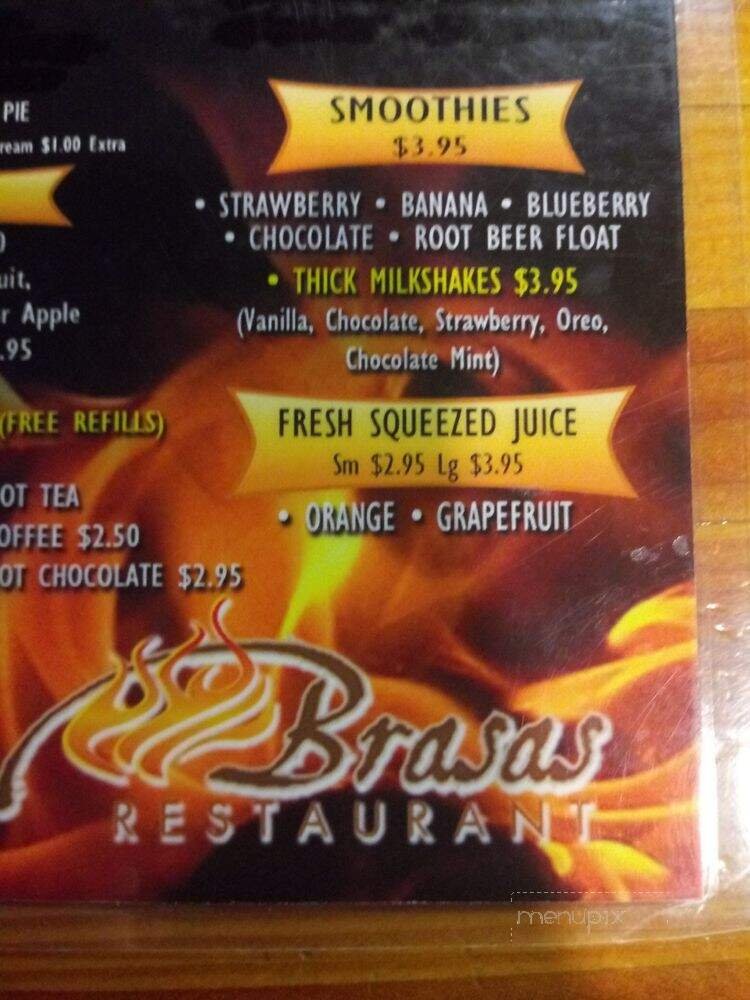 PIE
ream $1.00 Extra
uit,
r Apple
.95
(FREE REFILLS)
OT TEA
OFFEE $2.50
OT CHOCOLATE $2.95
SMOOTHIES
$3.95
• STRAWBERRY • BANANA • BLUEBERRY
• CHOCOLATE • ROOT BEER FLOAT
• THICK MILKSHAKES $3.95
(Vanilla, Chocolate, Strawberry, Oreo,
Chocolate Mint)
FRESH SQUEEZED JUICE
Sm $2.95 Lg $3.95
• ORANGE • GRAPEFRUIT
Brasas
RESTAURANT
menupix